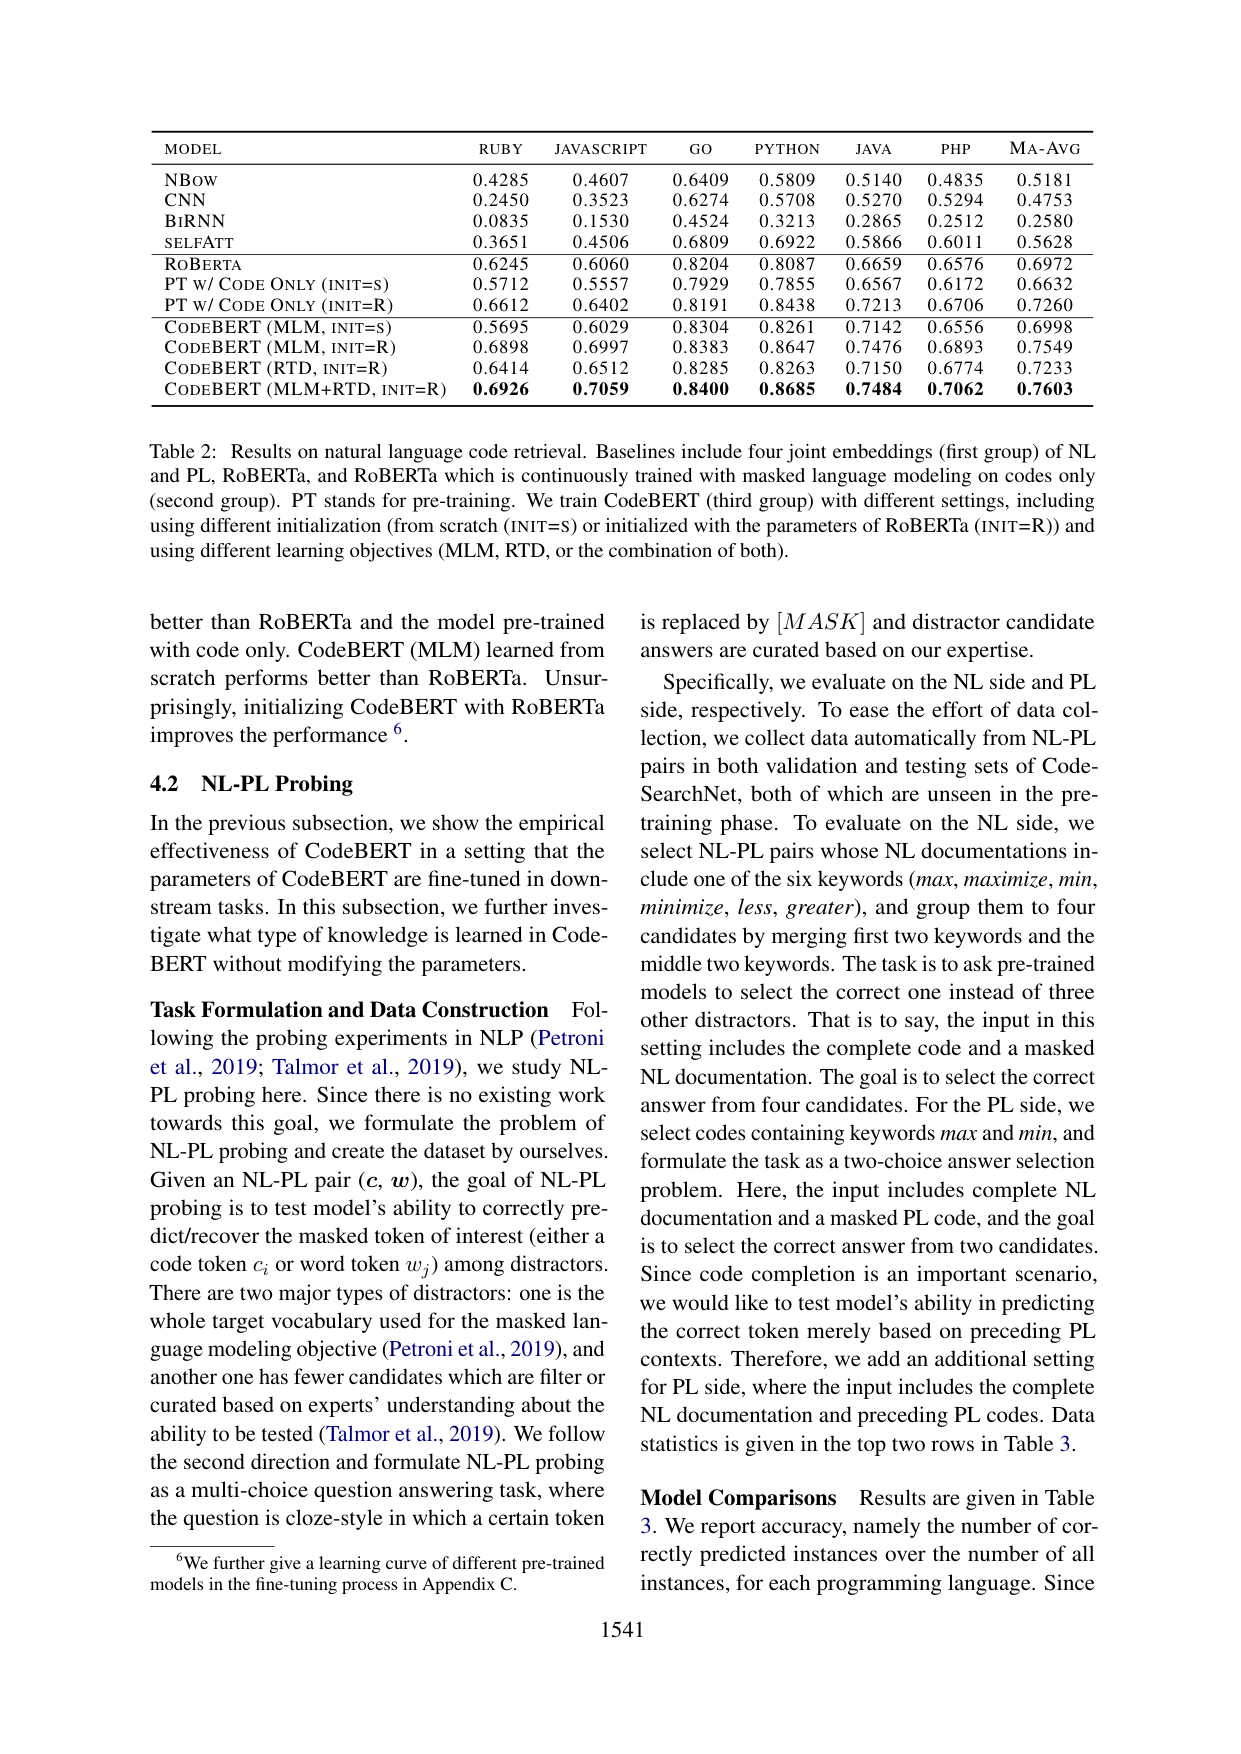 MODEL RUBY JAVASCRIPT GO PYTHON JAVA PHP MA-AVG
NBOW 0.4285 0.4607 0.6409 0.5809 0.5140 0.4835 0.5181
CNN 0.2450 0.3523 0.6274 0.5708 0.5270 0.5294 0.4753
BIRNN 0.0835 0.1530 0.4524 0.3213 0.2865 0.2512 0.2580
SELFATT 0.3651 0.4506 0.6809 0.6922 0.5866 0.6011 0.5628
ROBERTA 0.6245 0.6060 0.8204 0.8087 0.6659 0.6576 0.6972
PT W/ CODE ONLY (INIT=S) 0.5712 0.5557 0.7929 0.7855 0.6567 0.6172 0.6632
PT W/ CODE ONLY (INIT=R) 0.6612 0.6402 0.8191 0.8438 0.7213 0.6706 0.7260
CODEBERT (MLM, INIT=S) 0.5695 0.6029 0.8304 0.8261 0.7142 0.6556 0.6998
CODEBERT (MLM, INIT=R) 0.6898 0.6997 0.8383 0.8647 0.7476 0.6893 0.7549
CODEBERT (RTD, INIT=R) 0.6414 0.6512 0.8285 0.8263 0.7150 0.6774 0.7233
CODEBERT (MLM+RTD, INIT=R) 0.6926 0.7059 0.8400 0.8685 0.7484 0.7062 0.7603
Table 2: Results on natural language code retrieval. Baselines include four joint embeddings (first group) of NL
and PL, RoBERTa, and RoBERTa which is continuously trained with masked language modeling on codes only
(second group). PT stands for pre-training. We train CodeBERT (third group) with different settings, including
using different initialization (from scratch (INIT=S) or initialized with the parameters of RoBERTa (INIT=R)) and
using different learning objectives (MLM, RTD, or the combination of both).
better than RoBERTa and the model pre-trained
with code only. CodeBERT (MLM) learned from
scratch performs better than RoBERTa. Unsur-
prisingly, initializing CodeBERT with RoBERTa
improves the performance 6.
4.2 NL-PL Probing
In the previous subsection, we show the empirical
effectiveness of CodeBERT in a setting that the
parameters of CodeBERT are fine-tuned in down-
stream tasks. In this subsection, we further inves-
tigate what type of knowledge is learned in Code-
BERT without modifying the parameters.
Task Formulation and Data Construction Fol-
lowing the probing experiments in NLP (Petroni
et al., 2019; Talmor et al., 2019), we study NL-
PL probing here. Since there is no existing work
towards this goal, we formulate the problem of
NL-PL probing and create the dataset by ourselves.
Given an NL-PL pair (c, w), the goal of NL-PL
probing is to test model's ability to correctly pre-
dict/recover the masked token of interest (either a
code token ci or word token wj) among distractors.
There are two major types of distractors: one is the
whole target vocabulary used for the masked lan-
guage modeling objective (Petroni et al., 2019), and
another one has fewer candidates which are filter or
curated based on experts' understanding about the
ability to be tested (Talmor et al., 2019). We follow
the second direction and formulate NL-PL probing
as a multi-choice question answering task, where
the question is cloze-style in which a certain token
6We further give a learning curve of different pre-trained
models in the fine-tuning process in Appendix C.
is replaced by [MASK] and distractor candidate
answers are curated based on our expertise.
Specifically, we evaluate on the NL side and PL
side, respectively. To ease the effort of data col-
lection, we collect data automatically from NL-PL
pairs in both validation and testing sets of Code-
SearchNet, both of which are unseen in the pre-
training phase. To evaluate on the NL side, we
select NL-PL pairs whose NL documentations in-
clude one of the six keywords (max, maximize, min,
minimize, less, greater), and group them to four
candidates by merging first two keywords and the
middle two keywords. The task is to ask pre-trained
models to select the correct one instead of three
other distractors. That is to say, the input in this
setting includes the complete code and a masked
NL documentation. The goal is to select the correct
answer from four candidates. For the PL side, we
select codes containing keywords max and min, and
formulate the task as a two-choice answer selection
problem. Here, the input includes complete NL
documentation and a masked PL code, and the goal
is to select the correct answer from two candidates.
Since code completion is an important scenario,
we would like to test model's ability in predicting
the correct token merely based on preceding PL
contexts. Therefore, we add an additional setting
for PL side, where the input includes the complete
NL documentation and preceding PL codes. Data
statistics is given in the top two rows in Table 3.
Model Comparisons Results are given in Table
3. We report accuracy, namely the number of cor-
rectly predicted instances over the number of all
instances, for each programming language. Since
1541